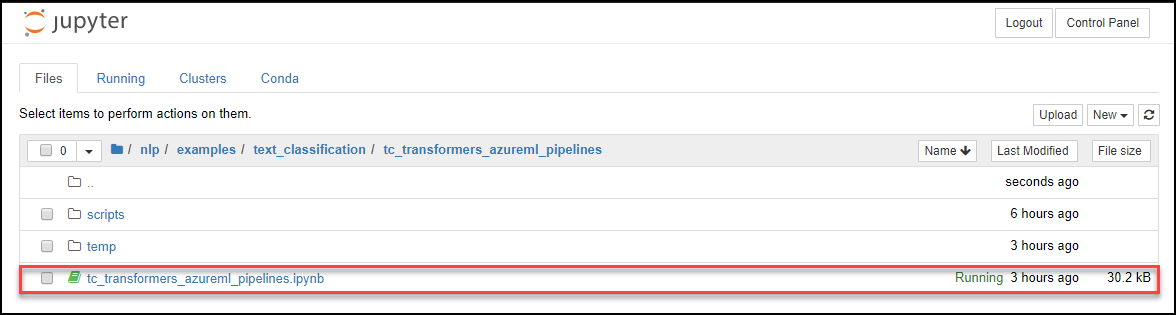 jupyter Logout Control Panel
Files Running Clusters Conda
Select items to perform actions on them. Upload New
0 / nlp / examples / text_classification / tc_transformers_azureml_pipelines Name Last Modified File size
.. seconds ago
scripts 6 hours ago
temp 3 hours ago
tc_transformers_azureml_pipelines.ipynb Running 3 hours ago 30.2 kB